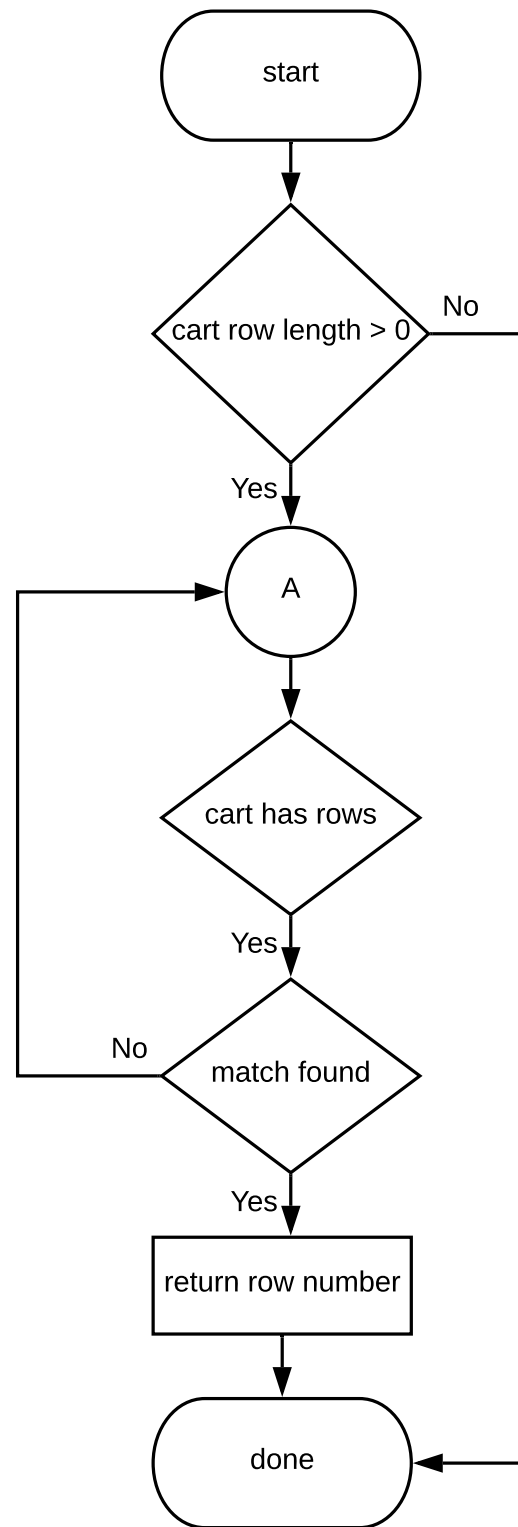 start
cart row length > 0
No
Yes
A
cart has rows
Yes
No
match found
Yes
return row number
done